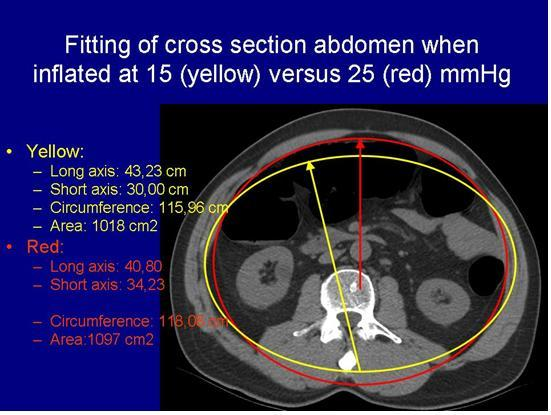 Fitting of cross section abdomen when
inflated at 15 (yellow) versus 25 (red) mmHg
• Yellow:
– Long axis: 43,23 cm
– Short axis: 30,00 cm
– Circumference: 115,96 cm
– Area: 1018 cm2
• Red:
– Long axis: 40,80
– Short axis: 34,23
– Circumference: 118,05 cm
– Area:1097 cm2